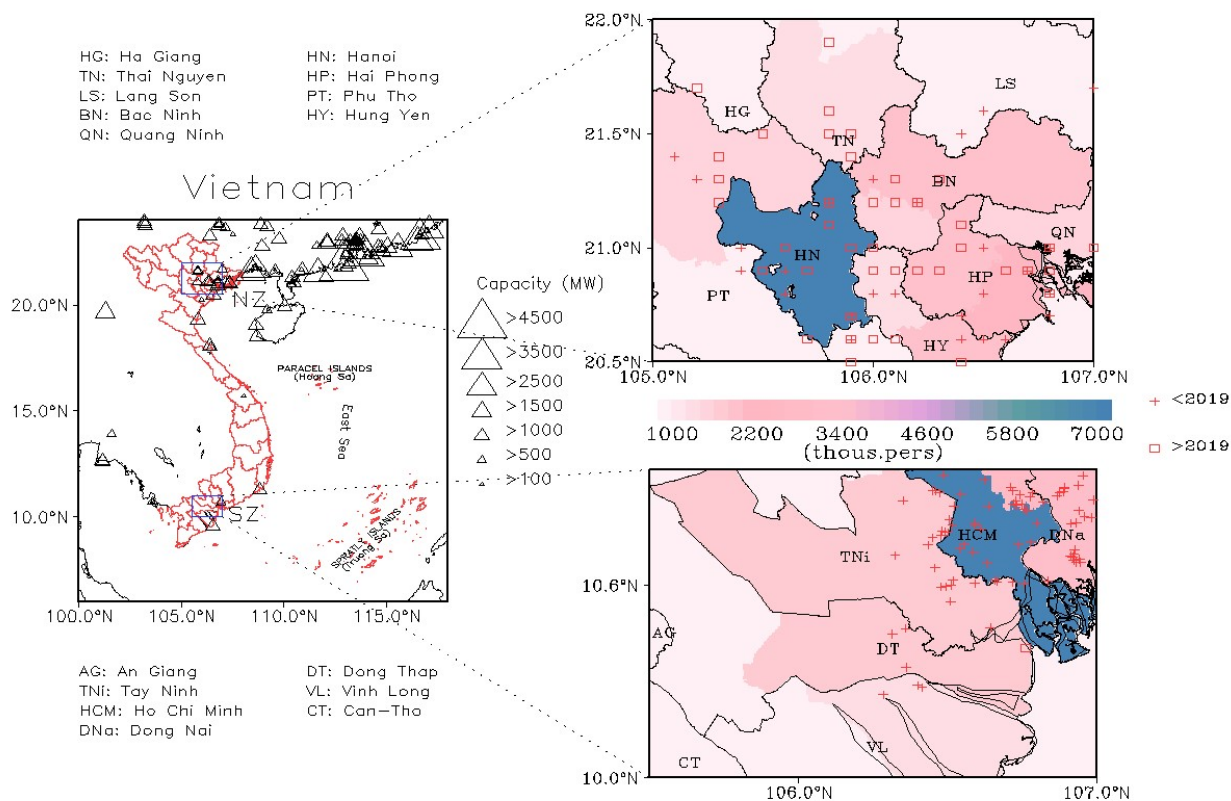 HG: Ha Giang
TN: Thai Nguyen
LS: Lang Son
BN: Bac Ninh
QN: Quang Ninh
HN: Hanoi
HP: Hai Phong
PT: Phu Tho
HY: Hung Yen
Vietnam
20.0°N
15.0°N
10.0°N
100.0°E
105.0°E
110.0°E
115.0°E
NZ
SZ
PARACEL ISLANDS
(Hoang Sa)
East Sea
SPRATLY ISLANDS
(Truong Sa)
Capacity (MW)
>4500
>3500
>2500
>1500
>1000
>500
>100
AG: An Giang
TNi: Tay Ninh
HCM: Ho Chi Minh
DNa: Dong Nai
DT: Dong Thap
VL: Vinh Long
CT: Can-Tho
22.0°N
21.5°N
21.0°N
20.5°N
105.0°E
106.0°E
107.0°E
HG
LS
TN
BN
QN
HN
HP
PT
HY
1000 2200 3400 4600 5800 7000
(thous.pers)
<2019
>2019
10.6°N
10.0°N
106.0°E
107.0°E
HCM
DNa
TNi
AG
DT
VL
CT